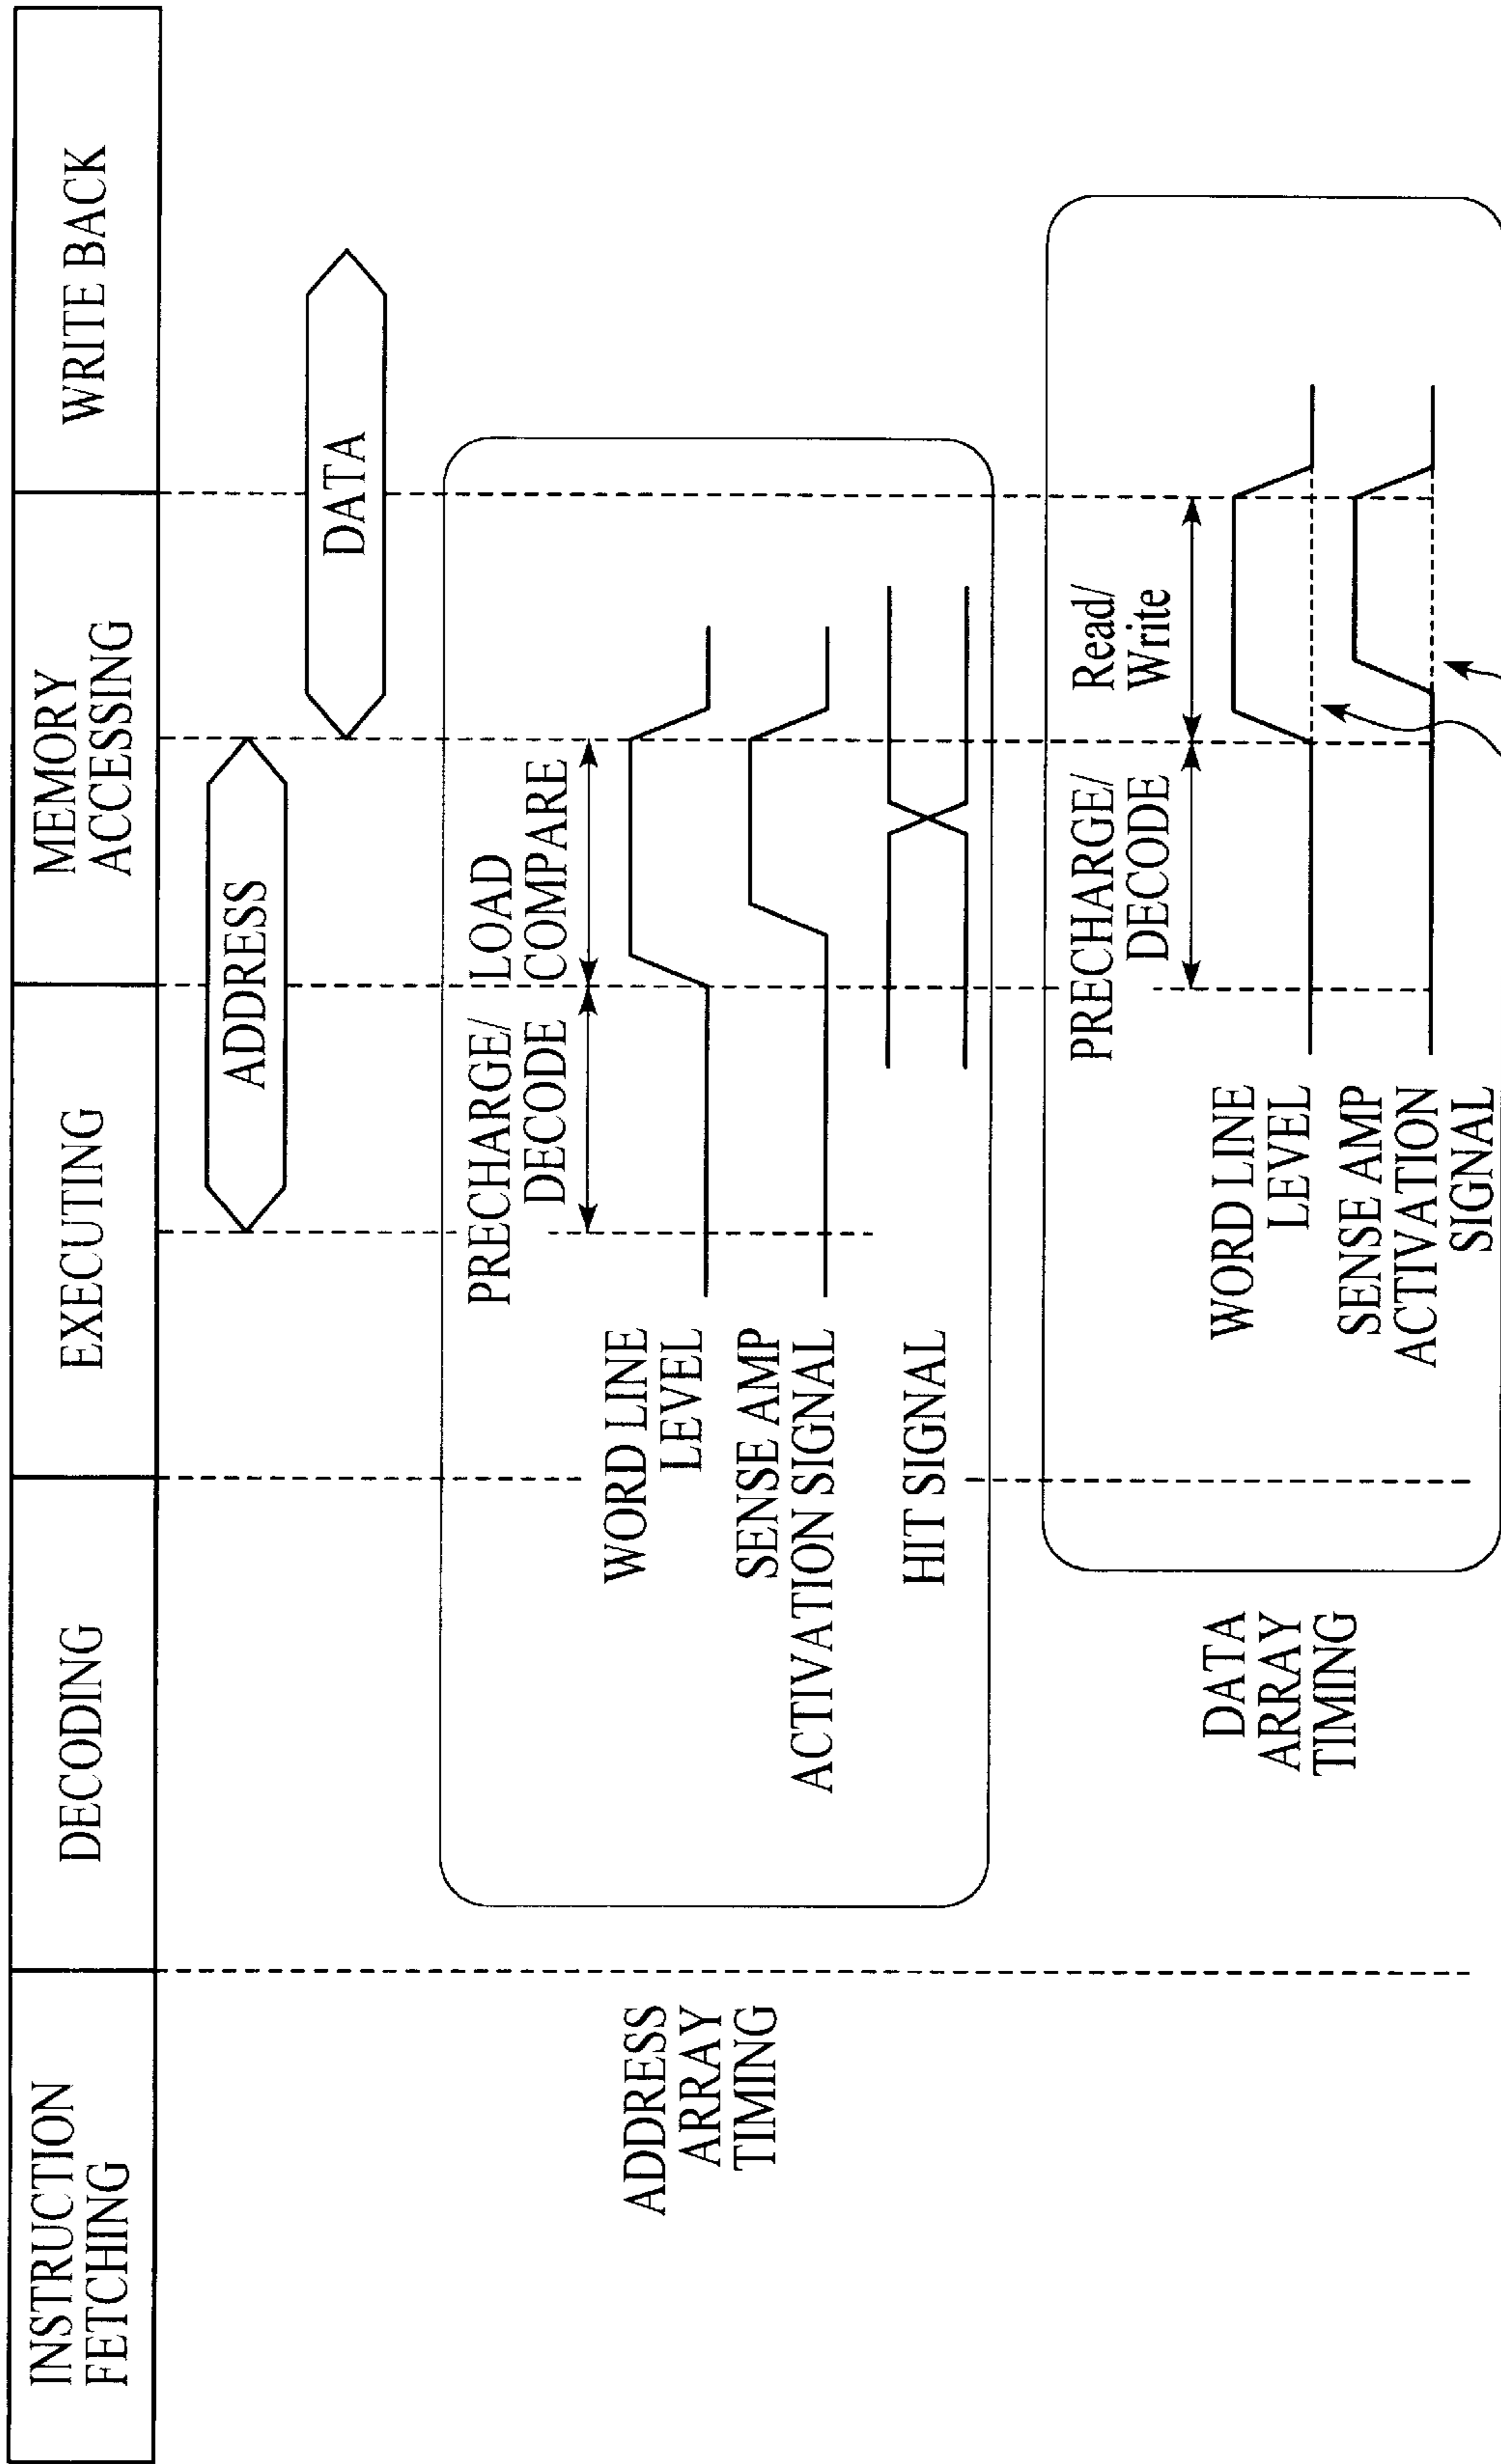 INSTRUCTION
FETCHING
DECODING
EXECUTING
MEMORY
ACCESSING
WRITE BACK
ADDRESS
DATA
ADDRESS
ARRAY
TIMING
PRECHARGE/
DECODE
LOAD
COMPARE
WORD LINE
LEVEL
SENSE AMP
ACTIVATION SIGNAL
HIT SIGNAL
DATA
ARRAY
TIMING
PRECHARGE/
DECODE
Read/
Write
WORD LINE
LEVEL
SENSE AMP
ACTIVATION
SIGNAL